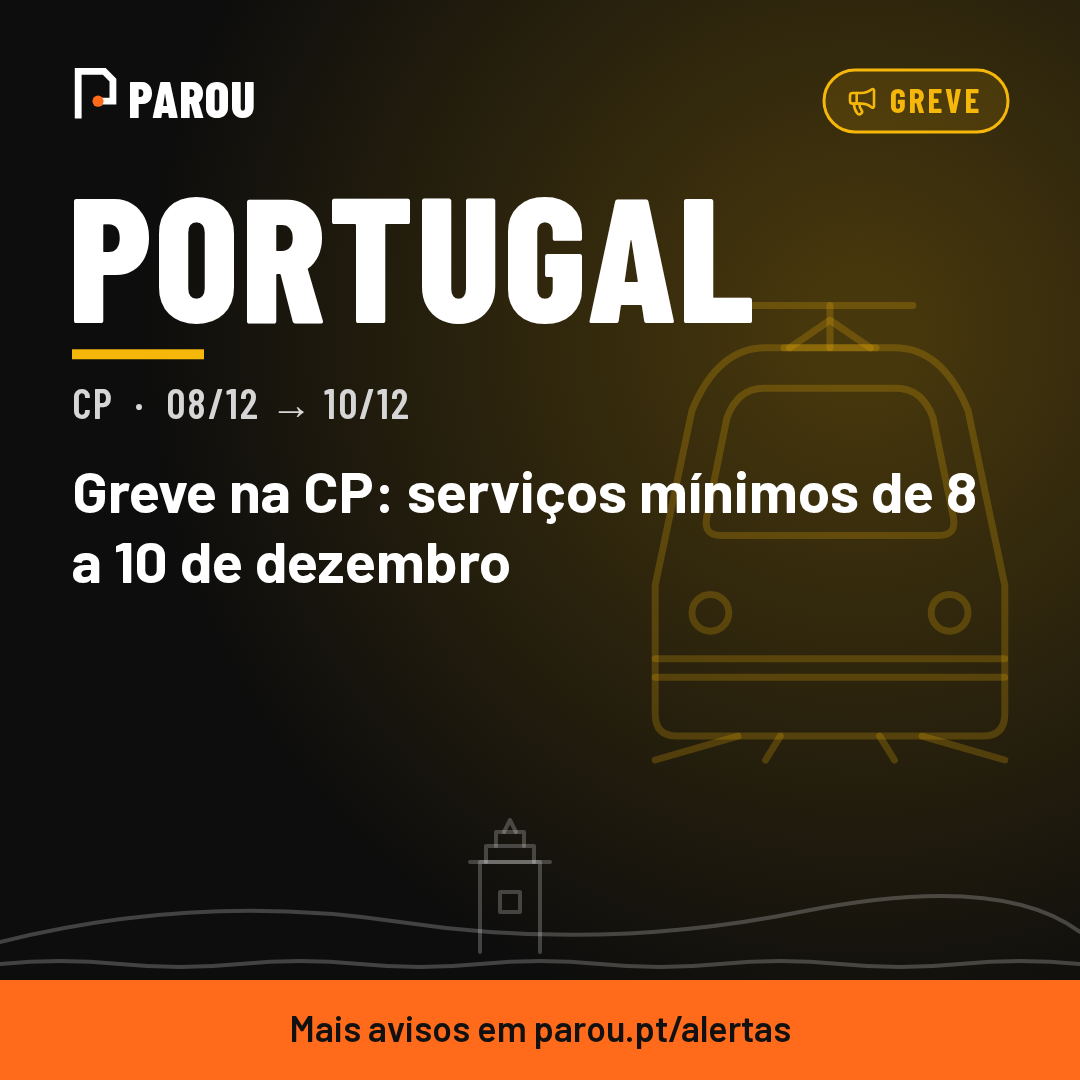 PAROU
GREVE
PORTUGAL
CP · 08/12 → 10/12
Greve na CP: serviços mínimos de 8
a 10 de dezembro
Mais avisos em parou.pt/alertas